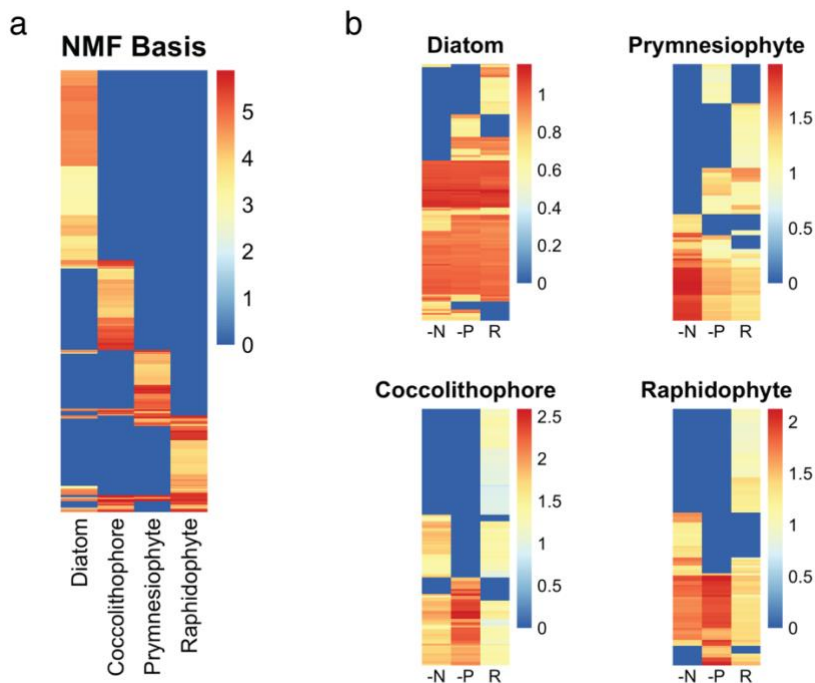 a
NMF Basis
5
4
3
2
1
0
Diatom
Coccolithophore
Prymnesiophyte
Raphidophyte
b
Diatom
1
0.8
0.6
0.4
0.2
0
-N -P R
Prymnesiophyte
1.5
1
0.5
0
-N -P R
Coccolithophore
2.5
2
1.5
1
0.5
0
-N -P R
Raphidophyte
2
1.5
1
0.5
0
-N -P R